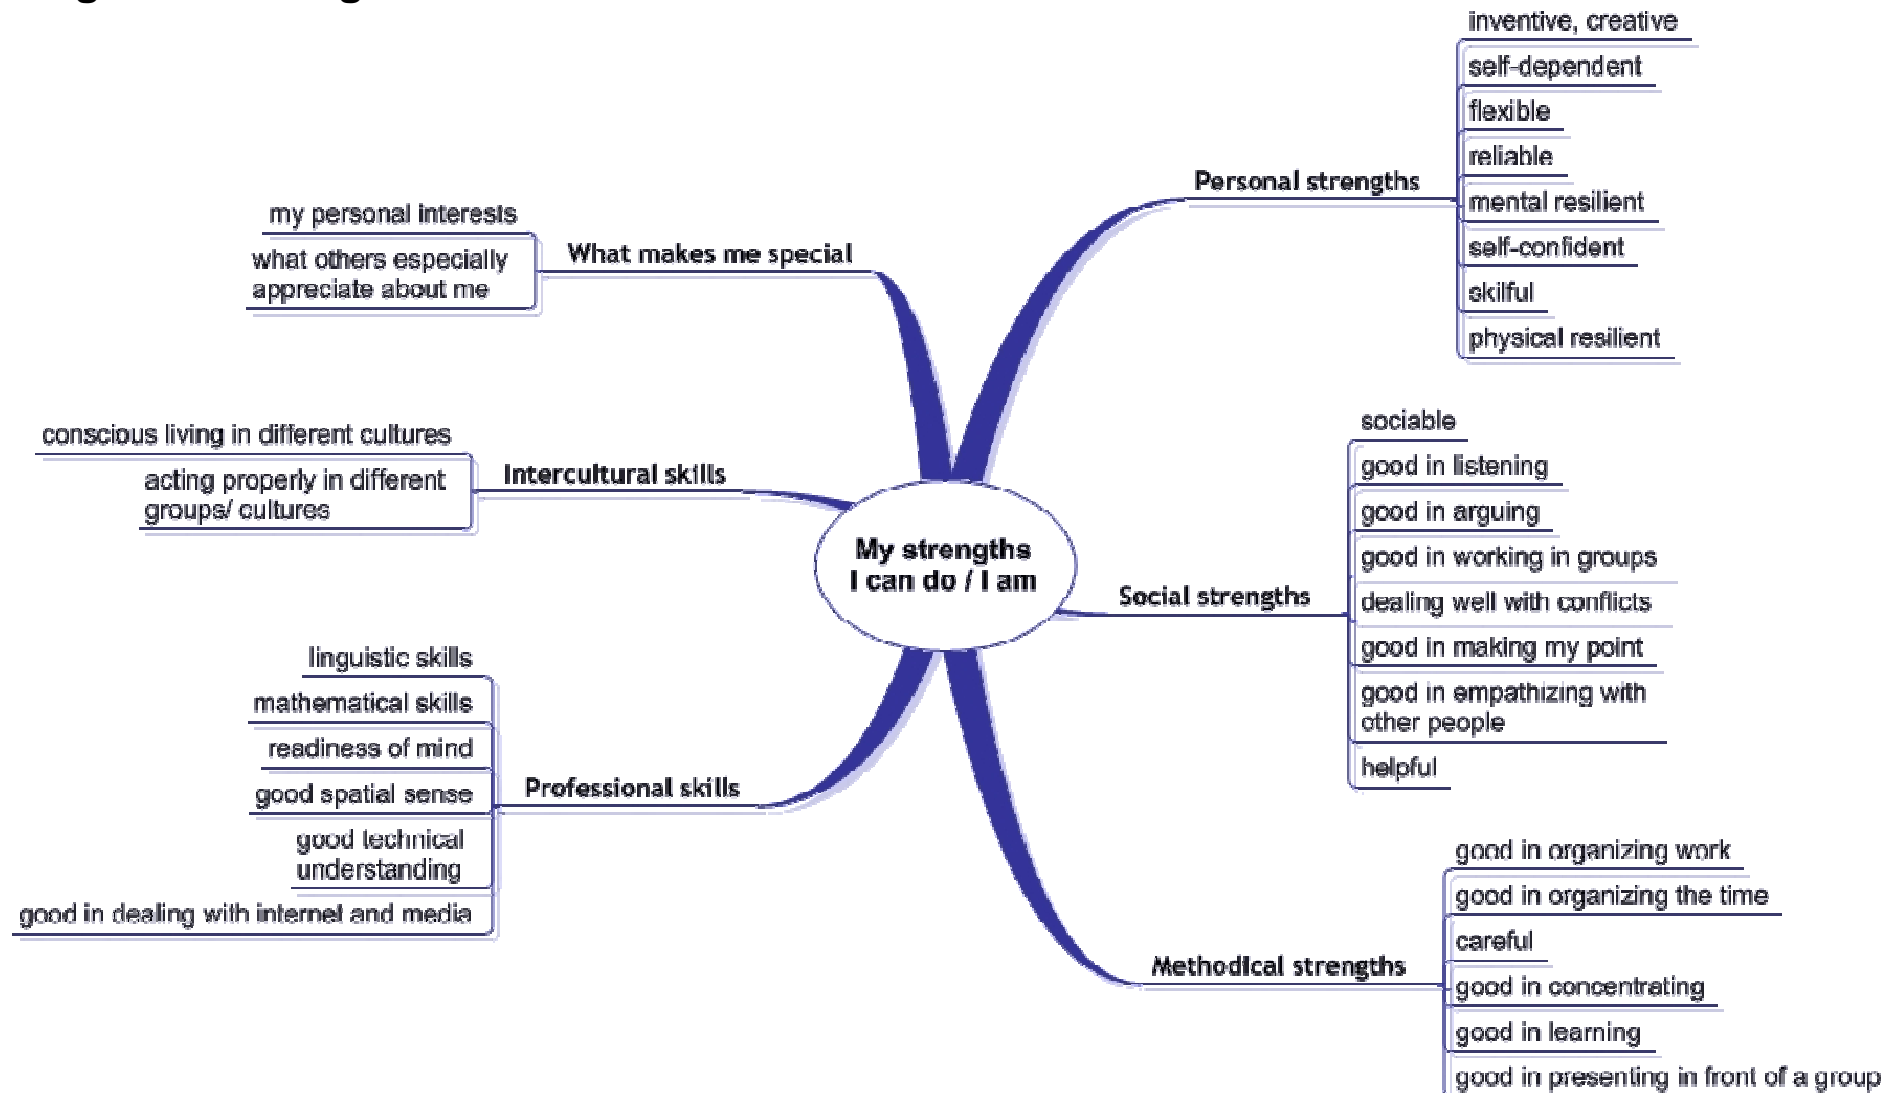 inventive, creative
self-dependent
flexible
reliable
Personal strengths
mental resilient
self-confident
skilful
physical resilient
my personal interests
What makes me special
what others especially
appreciate about me
conscious living in different cultures
Intercultural skills
acting properly in different
groups/ cultures
My strengths
I can do / I am
sociable
good in listening
good in arguing
good in working in groups
Social strengths
dealing well with conflicts
good in making my point
good in empathizing with
other people
helpful
linguistic skills
mathematical skills
readiness of mind
Professional skills
good spatial sense
good technical
understanding
good in dealing with internet and media
good in organizing work
good in organizing the time
careful
Methodical strengths
good in concentrating
good in learning
good in presenting in front of a group